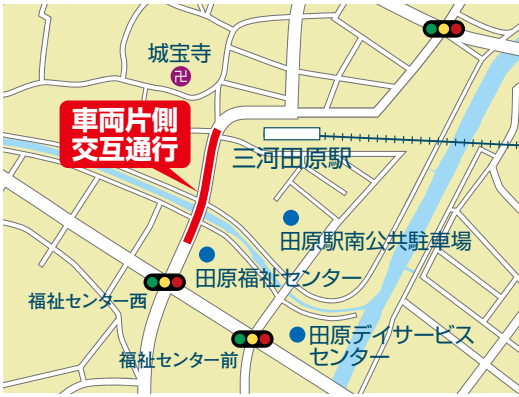 城宝寺
卍
車両片側
交互通行
三河田原駅
田原駅南公共駐車場
田原福祉センター
福祉センター西
田原デイサービス
センター
福祉センター前